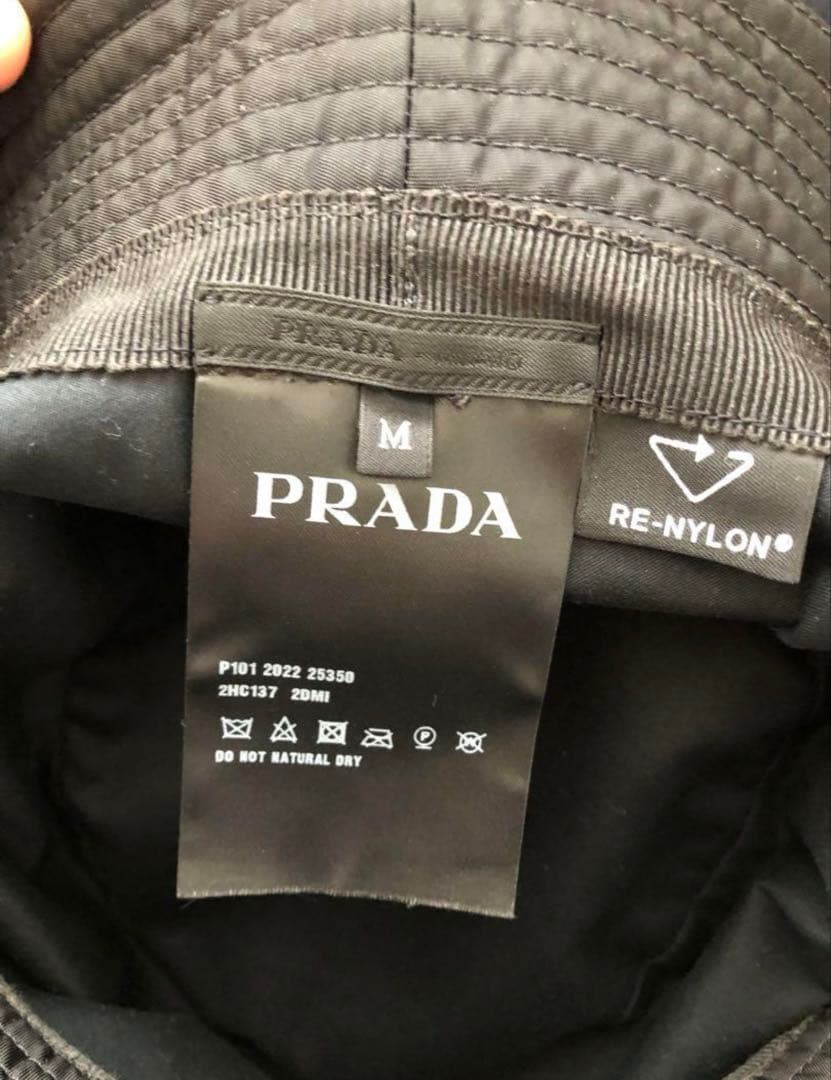 PRADA
M
PRADA
RE-NYLON®
P101 2022 25350
2HC137 2DMI
P
W
DO NOT NATURAL DRY